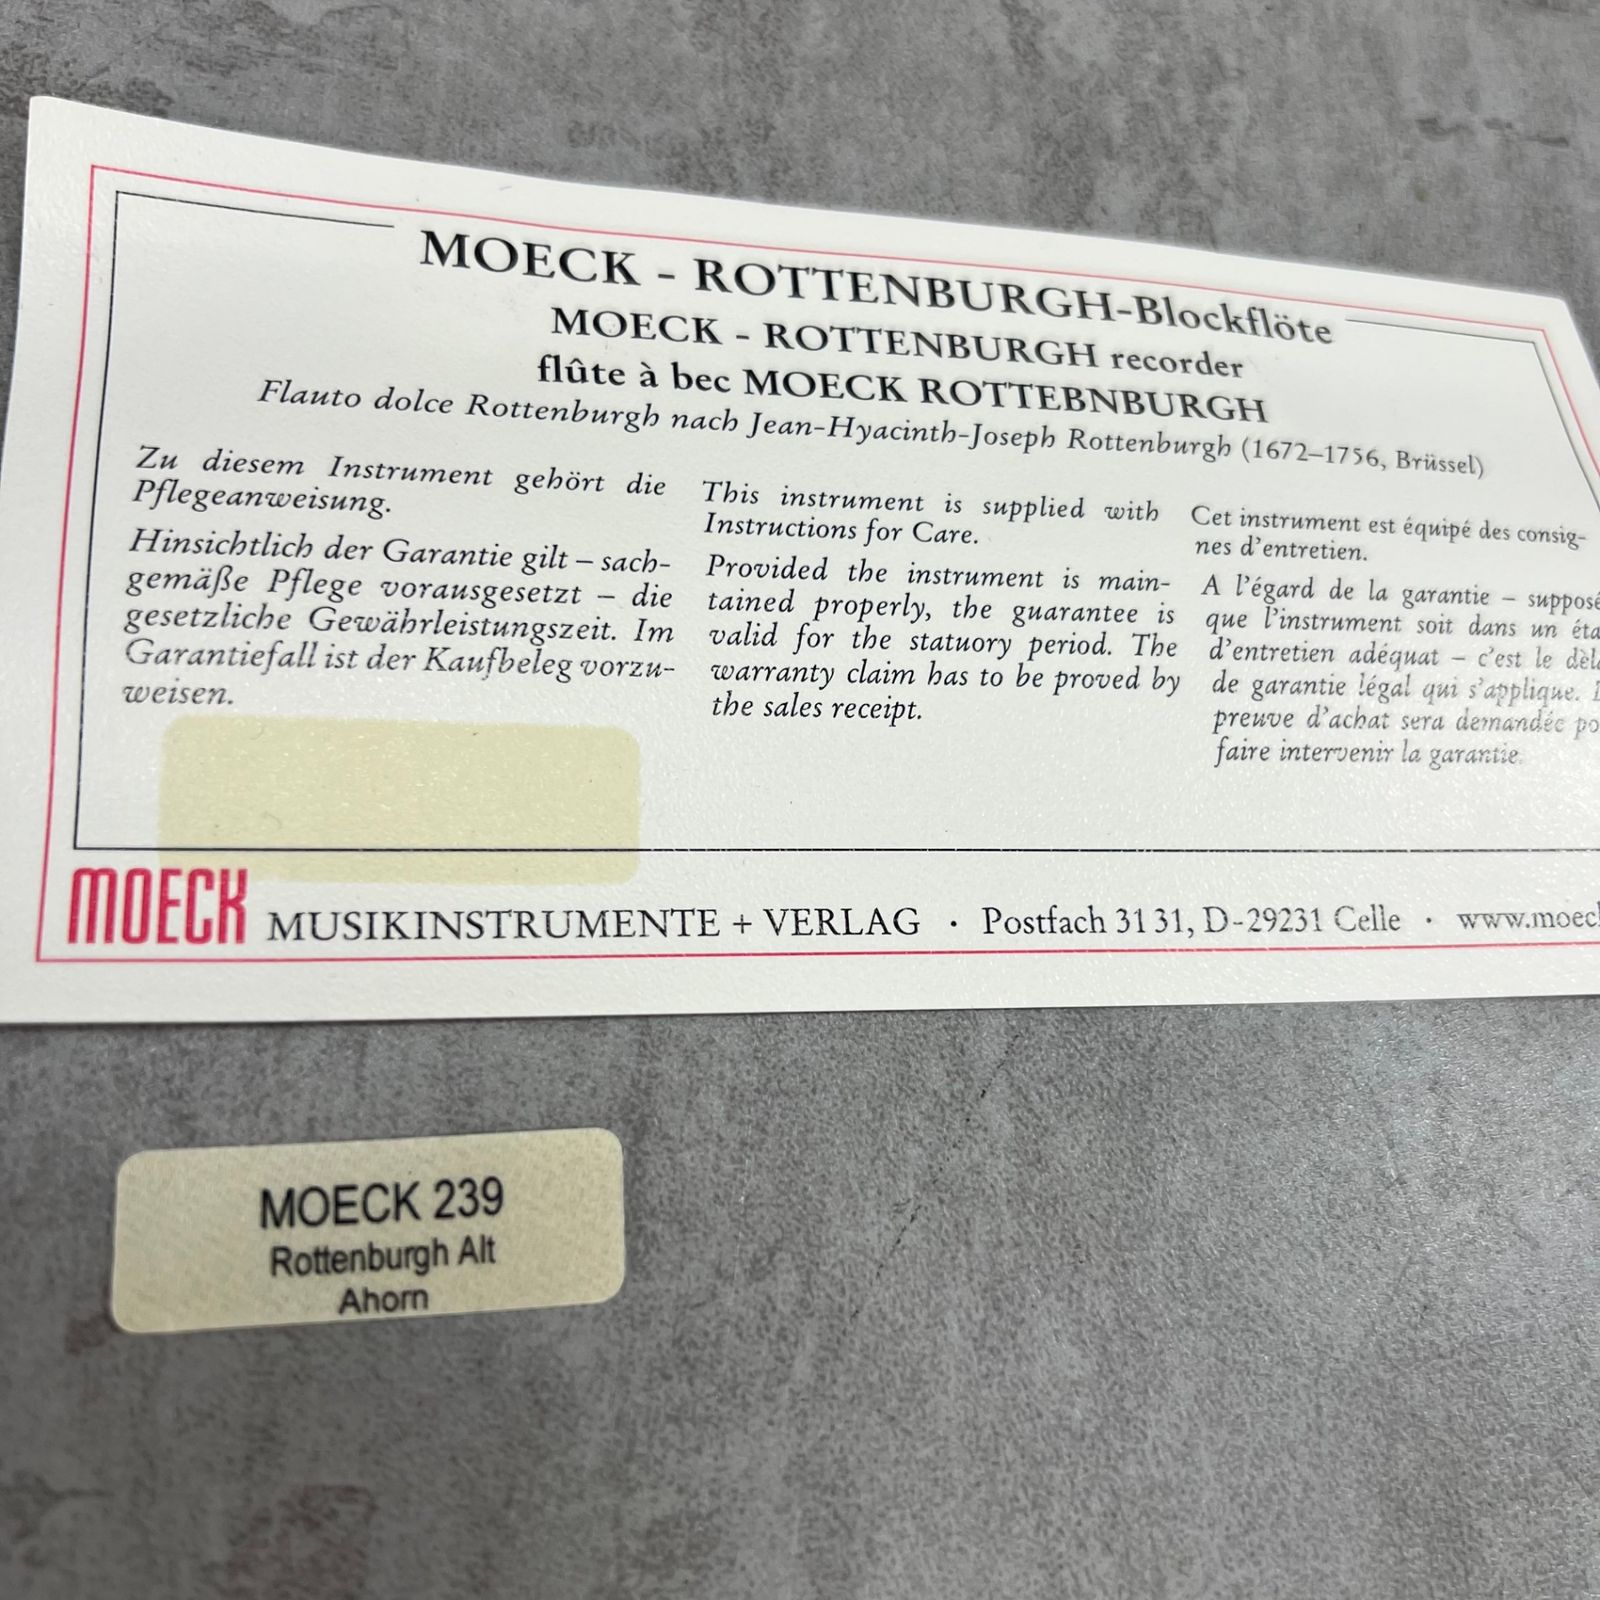 MOECK - ROTTENBURGH-Blockflöte
MOECK - ROTTENBURGH recorder
flûte à bec MOECK ROTTEBNBURGH
Flauto dolce Rottenburgh nach Jean-Hyacinth-Joseph Rottenburgh (1672–1756, Brüssel)
Zu diesem Instrument gehört die
Pflegeanweisung.
Hinsichtlich der Garantie gilt – sach-
gemäße Pflege vorausgesetzt – die
gesetzliche Gewährleistungszeit. Im
Garantiefall ist der Kaufbeleg vorzu-
weisen.
This instrument is supplied with
Instructions for Care.
Provided the instrument is main-
tained properly, the guarantee is
valid for the statuory period. The
warranty claim has to be proved by
the sales receipt.
Cet instrument est équipé des consig-
nes d'entretien.
A l'égard de la garantie – supposé
que l'instrument soit dans un
d'entretien adéquat – c'est le
de garantie légal qui s'applique.
preuve d'achat sera demandée
faire intervenir la garantie.
MOECK MUSIKINSTRUMENTE + VERLAG · Postfach 31 31, D-29231 Celle ·
MOECK 239
Rottenburgh Alt
Ahorn